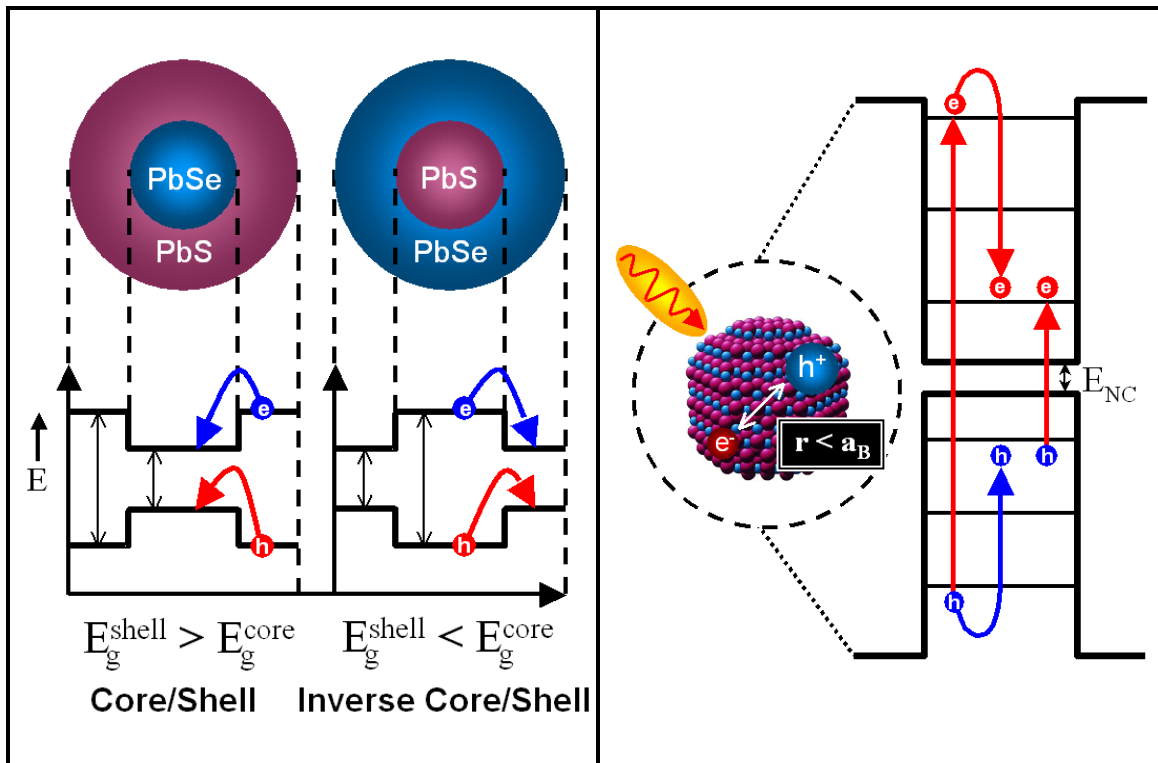 PbSe
PbS
PbS
PbSe
e
e
E
h
h
E_g^shell > E_g^core
E_g^shell < E_g^core
Core/Shell
Inverse Core/Shell
e
e
e
h⁺
e⁻
r < a_B
E_NC
h
h
h